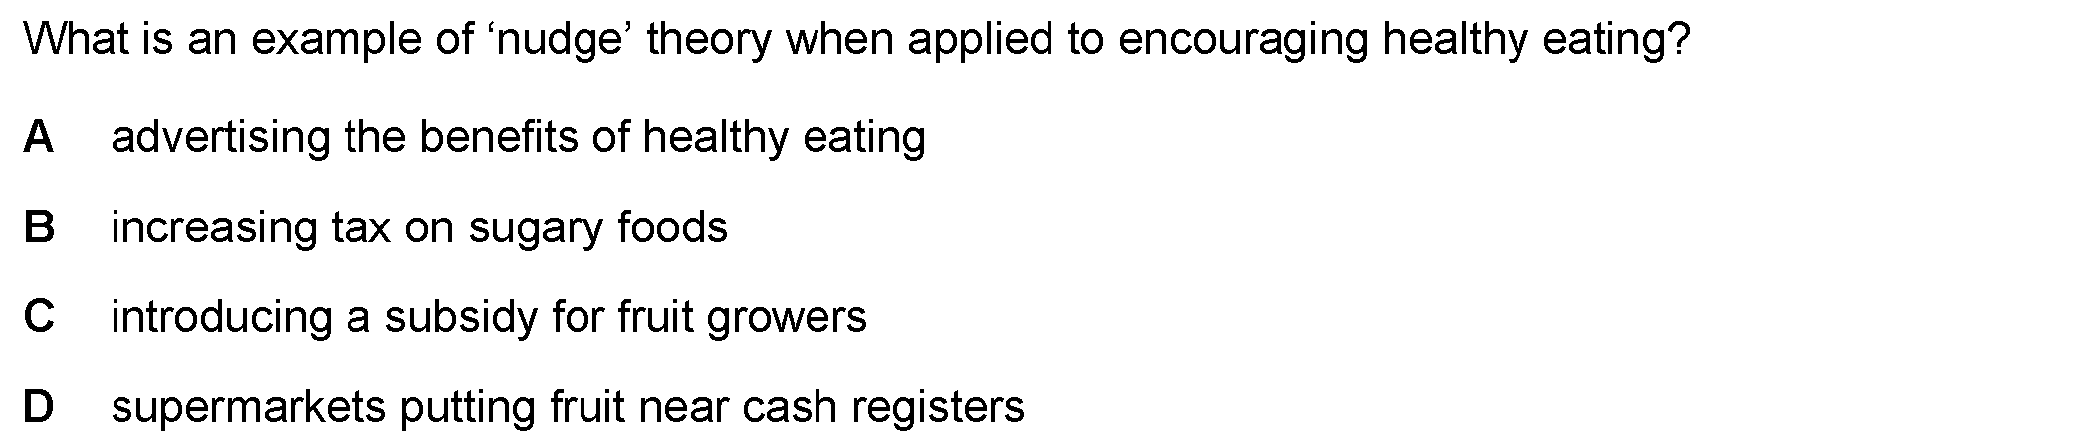 What is an example of ‘nudge’ theory when applied to encouraging healthy eating?
A advertising the benefits of healthy eating
B increasing tax on sugary foods
C introducing a subsidy for fruit growers
D supermarkets putting fruit near cash registers